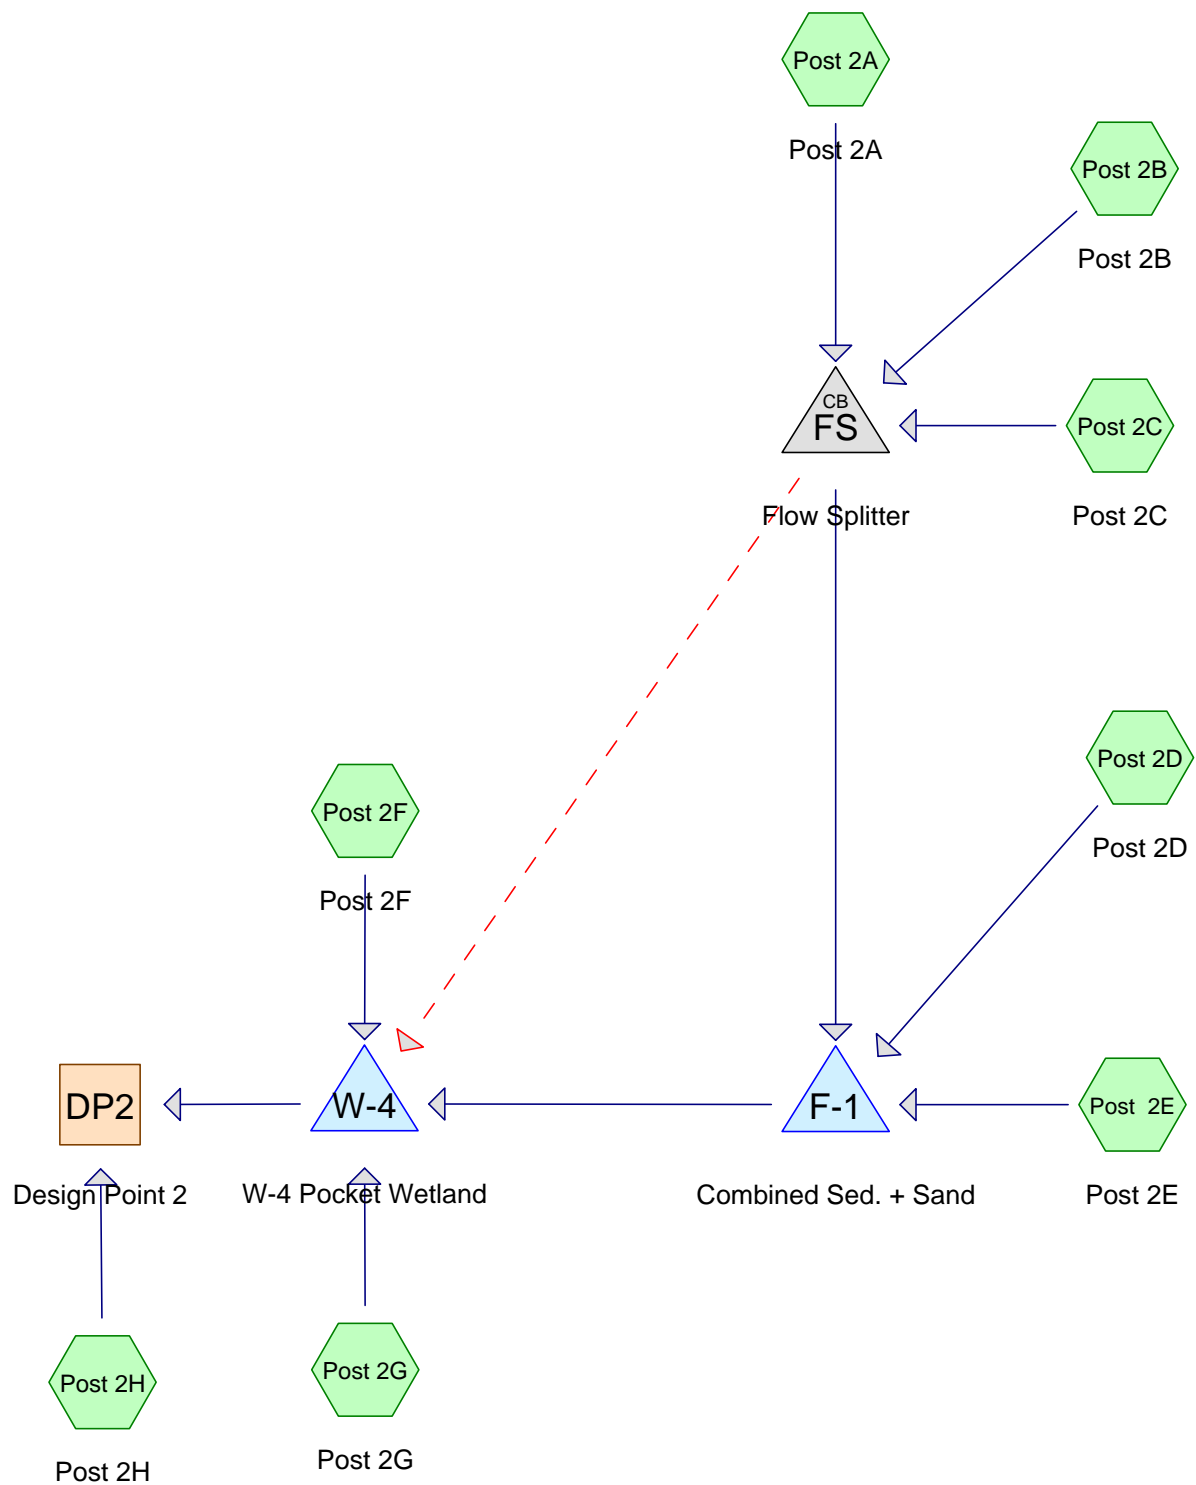 Post 2A
Post 2A
Post 2B
Post 2B
CB
FS
Flow Splitter
Post 2C
Post 2C
Post 2D
Post 2D
Post 2F
Post 2F
DP2
Design Point 2
W-4
W-4 Pocket Wetland
F-1
Combined Sed. + Sand
Post 2E
Post 2E
Post 2H
Post 2H
Post 2G
Post 2G